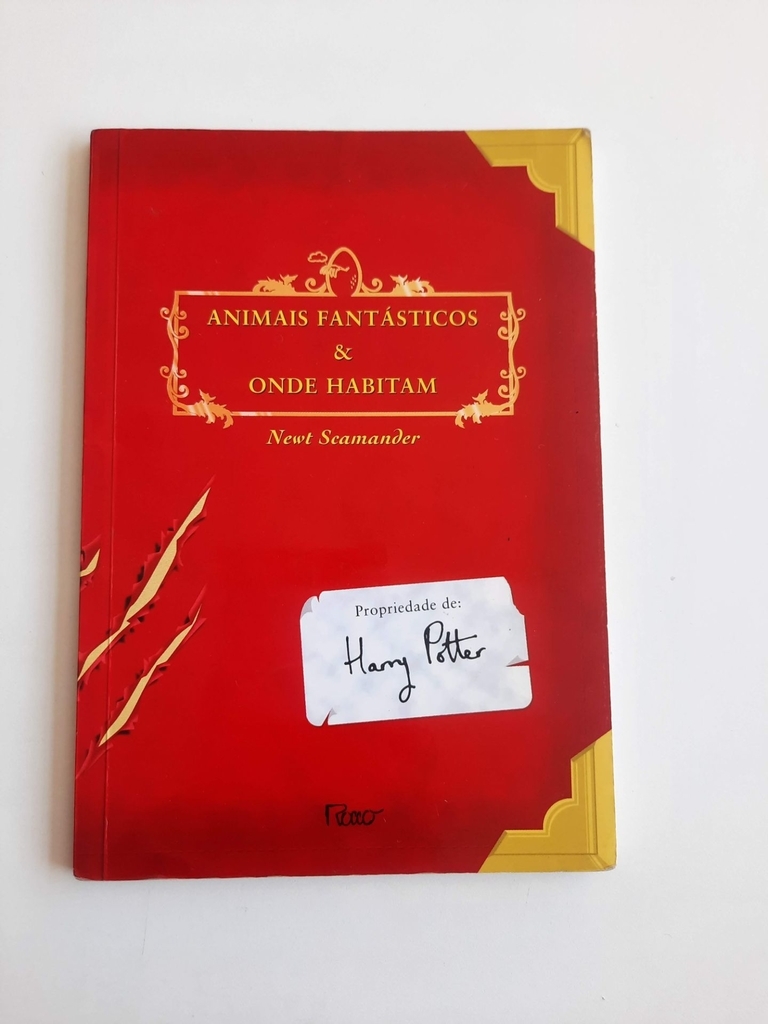 ANIMAIS FANTÁSTICOS
&
ONDE HABITAM
Newt Scamander
Propriedade de:
Harry Potter
Rocco